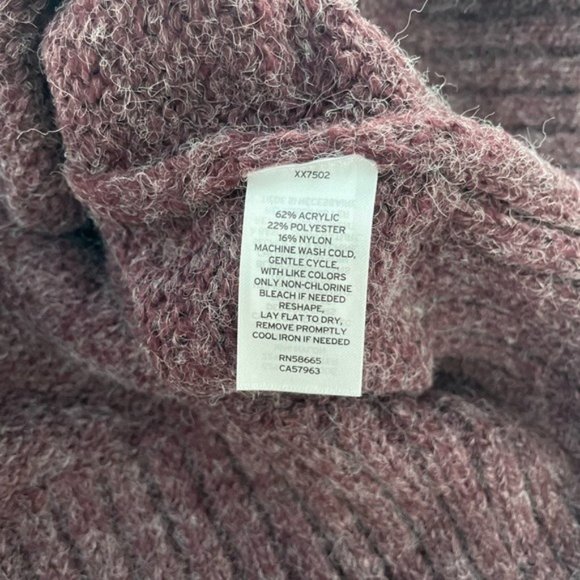 XX7502
62% ACRYLIC
22% POLYESTER
16% NYLON
MACHINE WASH COLD,
GENTLE CYCLE,
WITH LIKE COLORS
ONLY NON-CHLORINE
BLEACH IF NEEDED
RESHAPE,
LAY FLAT TO DRY,
REMOVE PROMPTLY
COOL IRON IF NEEDED
RN58665
CA57963